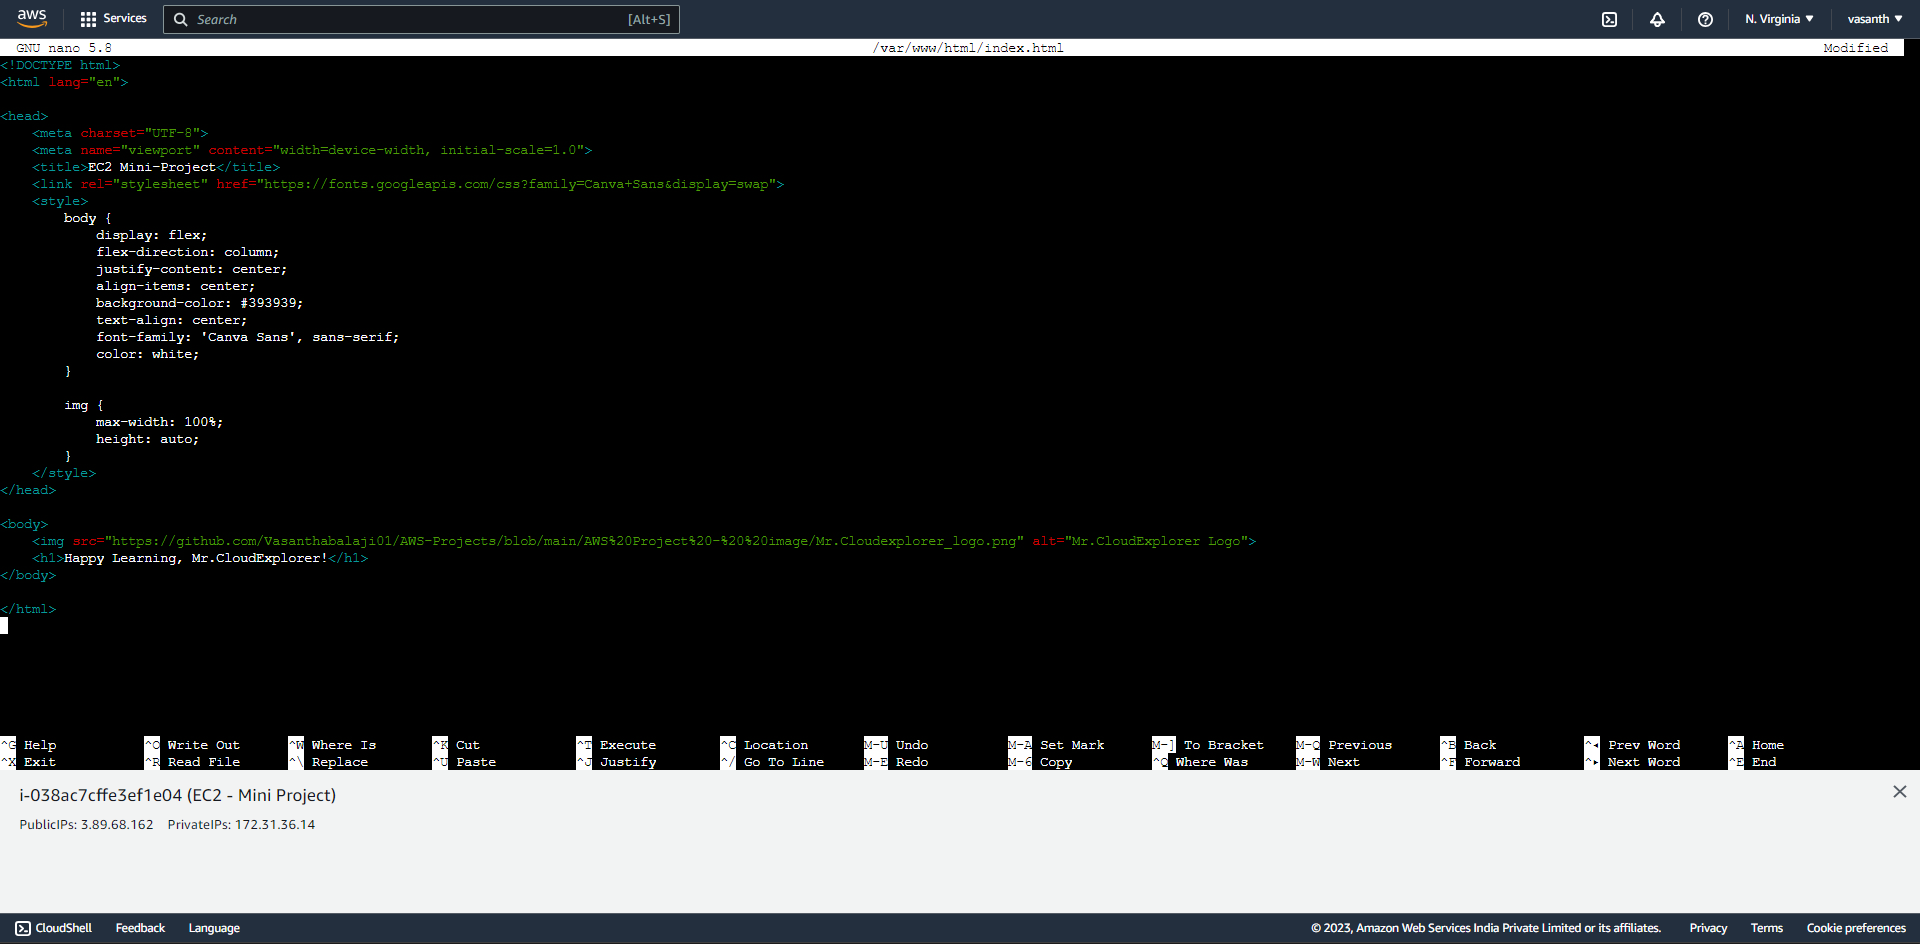 aws Services Search [Alt+S] N. Virginia ▼ vasanth ▼
GNU nano 5.8 /var/www/html/index.html Modified
<!DOCTYPE html>
<html lang="en">
<head>
    <meta charset="UTF-8">
    <meta name="viewport" content="width=device-width, initial-scale=1.0">
    <title>EC2 Mini-Project</title>
    <link rel="stylesheet" href="https://fonts.googleapis.com/css?family=Canva+Sans&display=swap">
    <style>
        body {
            display: flex;
            flex-direction: column;
            justify-content: center;
            align-items: center;
            background-color: #393939;
            text-align: center;
            font-family: 'Canva Sans', sans-serif;
            color: white;
        }
        img {
            max-width: 100%;
            height: auto;
        }
    </style>
</head>
<body>
    <img src="https://github.com/Vasanthabalaji01/AWS-Projects/blob/main/AWS%20Project%20-%20%20image/Mr.Cloudexplorer_logo.png" alt="Mr.CloudExplorer Logo">
    <h1>Happy Learning, Mr.CloudExplorer!</h1>
</body>
</html>
^G Help ^O Write Out ^W Where Is ^K Cut ^T Execute ^C Location M-U Undo M-A Set Mark M-] To Bracket M-Q Previous ^B Back ^◂ Prev Word ^A Home
^X Exit ^R Read File ^\ Replace ^U Paste ^J Justify ^/ Go To Line M-E Redo M-6 Copy ^Q Where Was M-W Next ^F Forward ^▸ Next Word ^E End
i-038ac7cffe3ef1e04 (EC2 - Mini Project)
PublicIPs: 3.89.68.162 PrivateIPs: 172.31.36.14
CloudShell Feedback Language © 2023, Amazon Web Services India Private Limited or its affiliates. Privacy Terms Cookie preferences